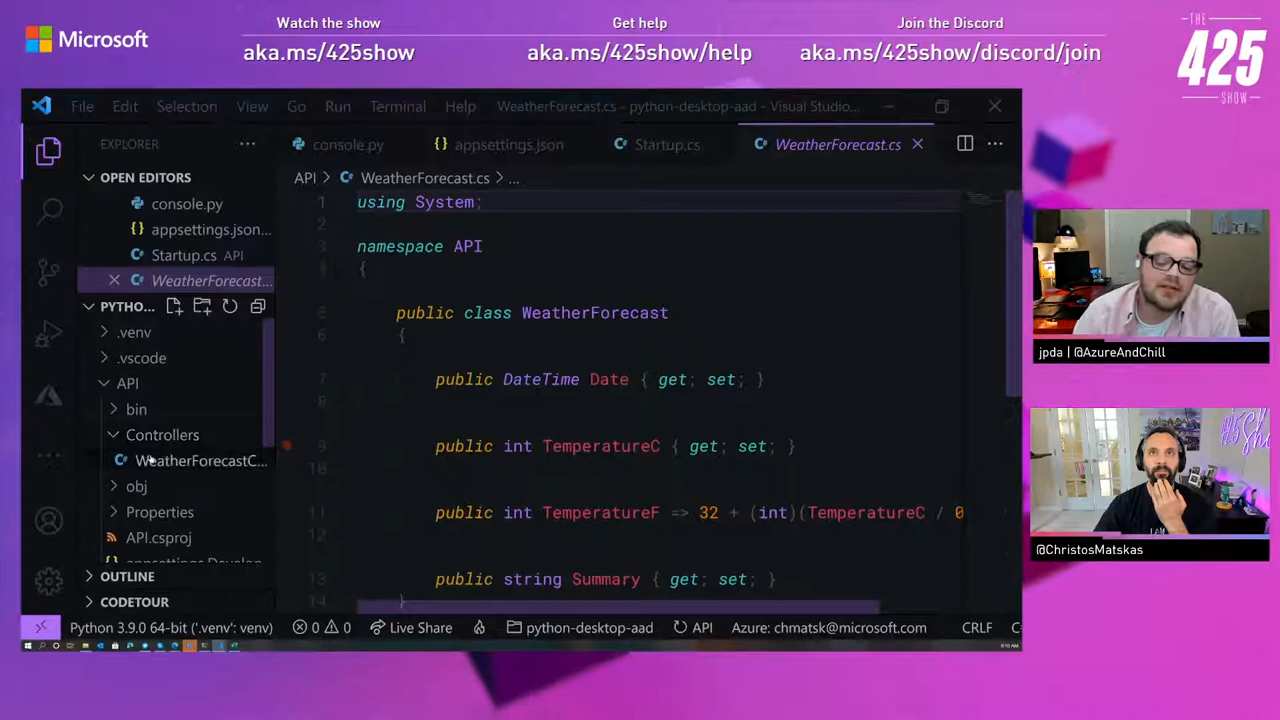 Microsoft
Watch the show
aka.ms/425show
Get help
aka.ms/425show/help
Join the Discord
aka.ms/425show/discord/join
THE
425
SHOW
File Edit Selection View Go Run Terminal Help WeatherForecast.cs - python-desktop-aad - Visual Studio...
EXPLORER ...
OPEN EDITORS
console.py
appsettings.json...
Startup.cs API
WeatherForecast...
PYTHO...
.venv
.vscode
API
bin
Controllers
WeatherForecastC...
obj
Properties
API.csproj
OUTLINE
CODETOUR
console.py {} appsettings.json Startup.cs WeatherForecast.cs
API > WeatherForecast.cs > ...
1 using System;
2
3 namespace API
4 {
5 public class WeatherForecast
6 {
7 public DateTime Date { get; set; }
8
9 public int TemperatureC { get; set; }
10
11 public int TemperatureF => 32 + (int)(TemperatureC / 0
12
13 public string Summary { get; set; }
14 }
Python 3.9.0 64-bit ('.venv': venv) 0 0 Live Share python-desktop-aad API Azure: chmatsk@microsoft.com CRLF C
jpda | @AzureAndChill
@ChristosMatskas